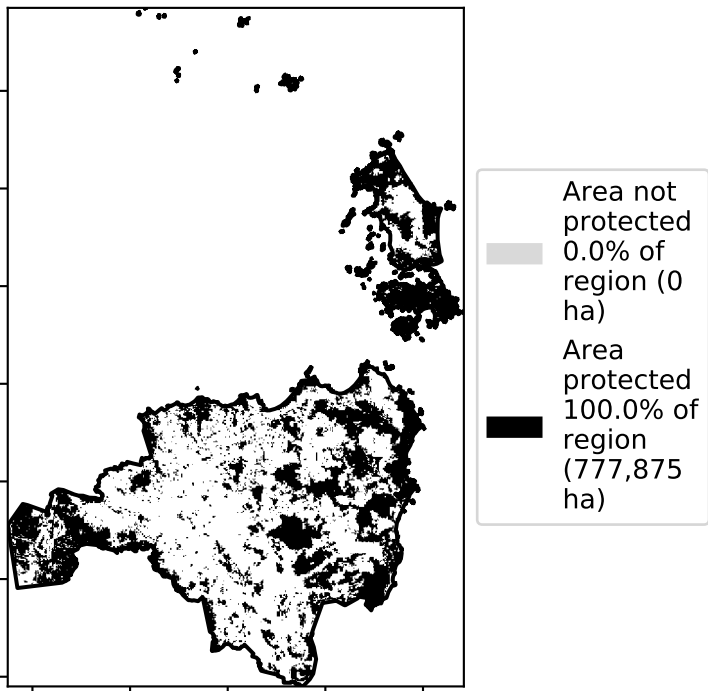 Area not
protected
0.0% of
region (0
ha)
Area
protected
100.0% of
region
(777,875
ha)